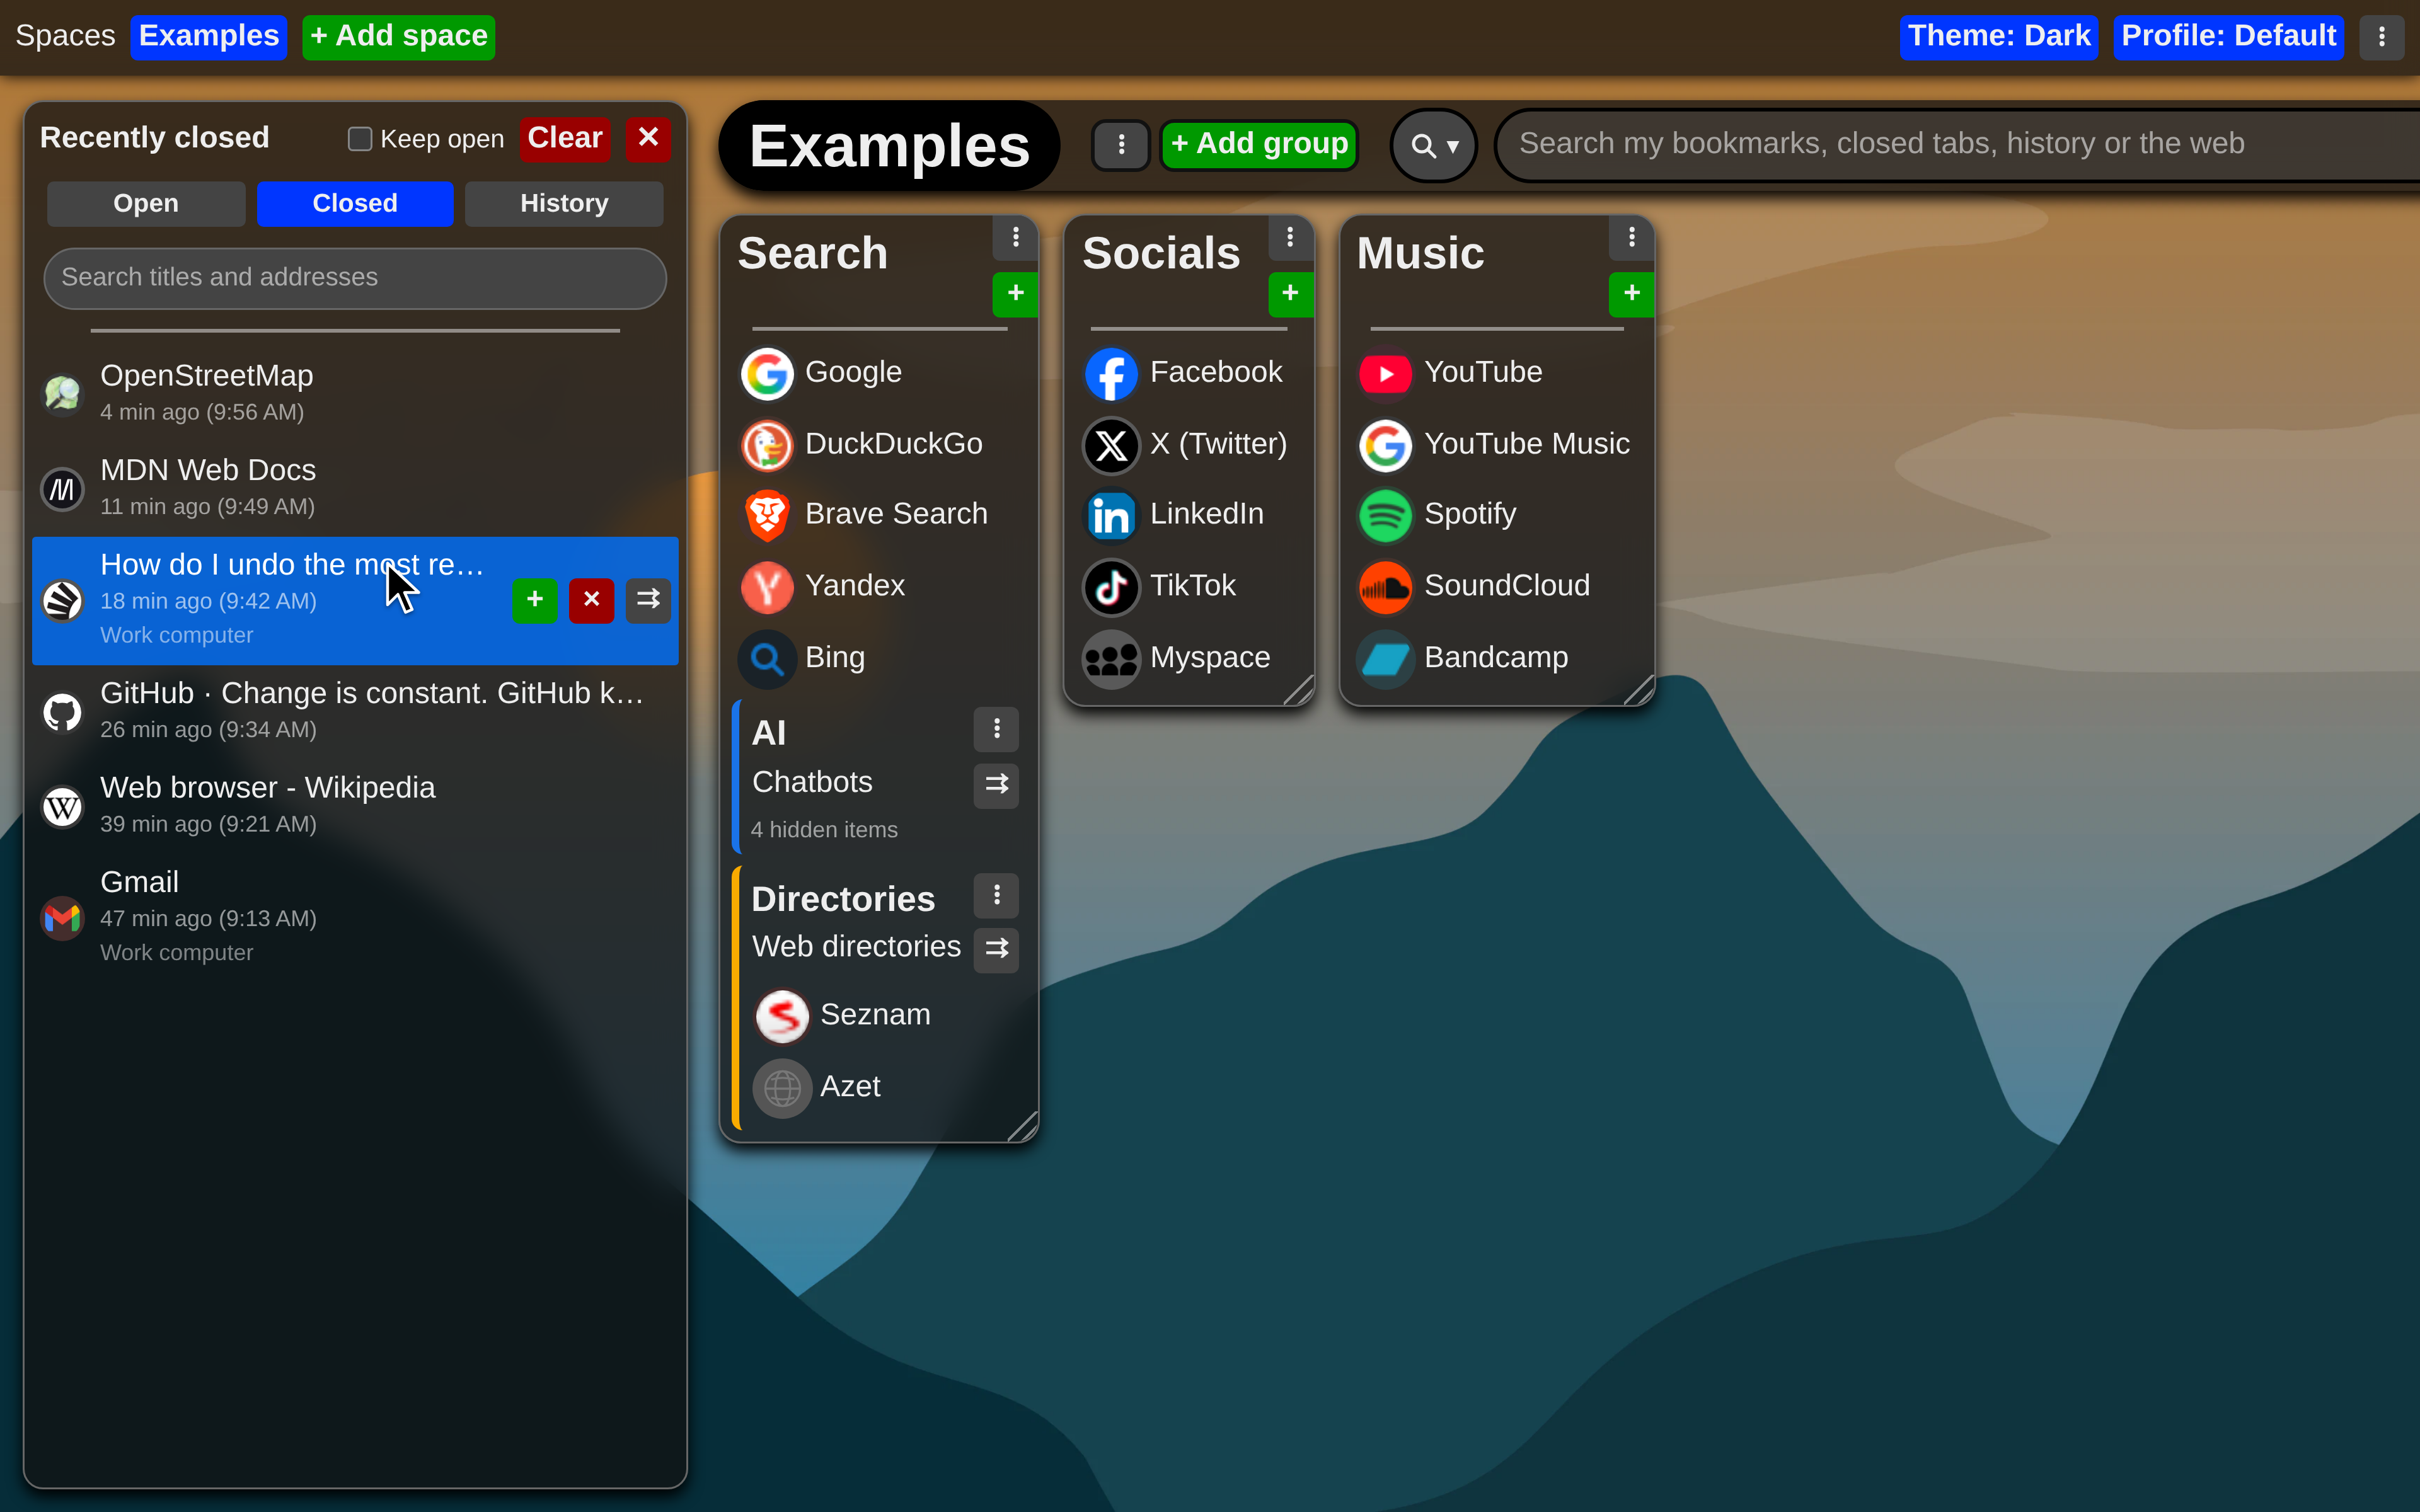 Spaces Examples + Add space Theme: Dark Profile: Default
Recently closed Keep open Clear ✕
Open Closed History
Search titles and addresses
OpenStreetMap
4 min ago (9:56 AM)
MDN Web Docs
11 min ago (9:49 AM)
How do I undo the most re…
18 min ago (9:42 AM)
Work computer
GitHub · Change is constant. GitHub k…
26 min ago (9:34 AM)
Web browser - Wikipedia
39 min ago (9:21 AM)
Gmail
47 min ago (9:13 AM)
Work computer
Examples + Add group Search my bookmarks, closed tabs, history or the web
Search
Google
DuckDuckGo
Brave Search
Yandex
Bing
AI
Chatbots
4 hidden items
Directories
Web directories
Seznam
Azet
Socials
Facebook
X (Twitter)
LinkedIn
TikTok
Myspace
Music
YouTube
YouTube Music
Spotify
SoundCloud
Bandcamp